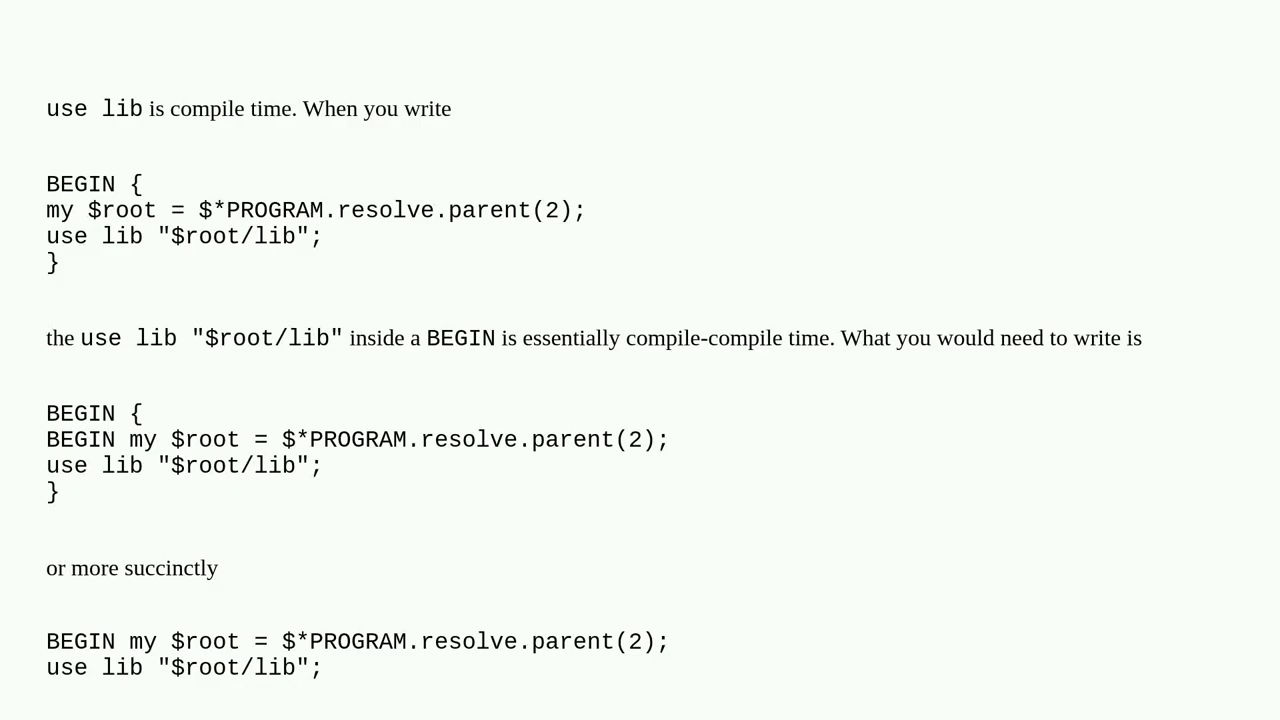 use lib is compile time. When you write
BEGIN {
my $root = $*PROGRAM.resolve.parent(2);
use lib "$root/lib";
}
the use lib "$root/lib" inside a BEGIN is essentially compile-compile time. What you would need to write is
BEGIN {
BEGIN my $root = $*PROGRAM.resolve.parent(2);
use lib "$root/lib";
}
or more succinctly
BEGIN my $root = $*PROGRAM.resolve.parent(2);
use lib "$root/lib";